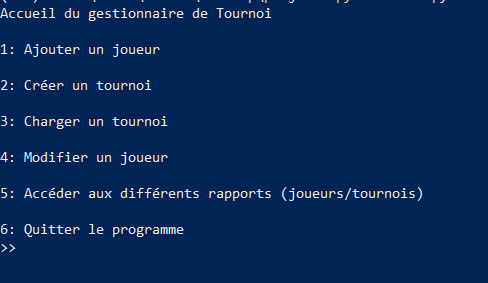 Accueil du gestionnaire de Tournoi
1: Ajouter un joueur
2: Créer un tournoi
3: Charger un tournoi
4: Modifier un joueur
5: Accéder aux différents rapports (joueurs/tournois)
6: Quitter le programme
>>